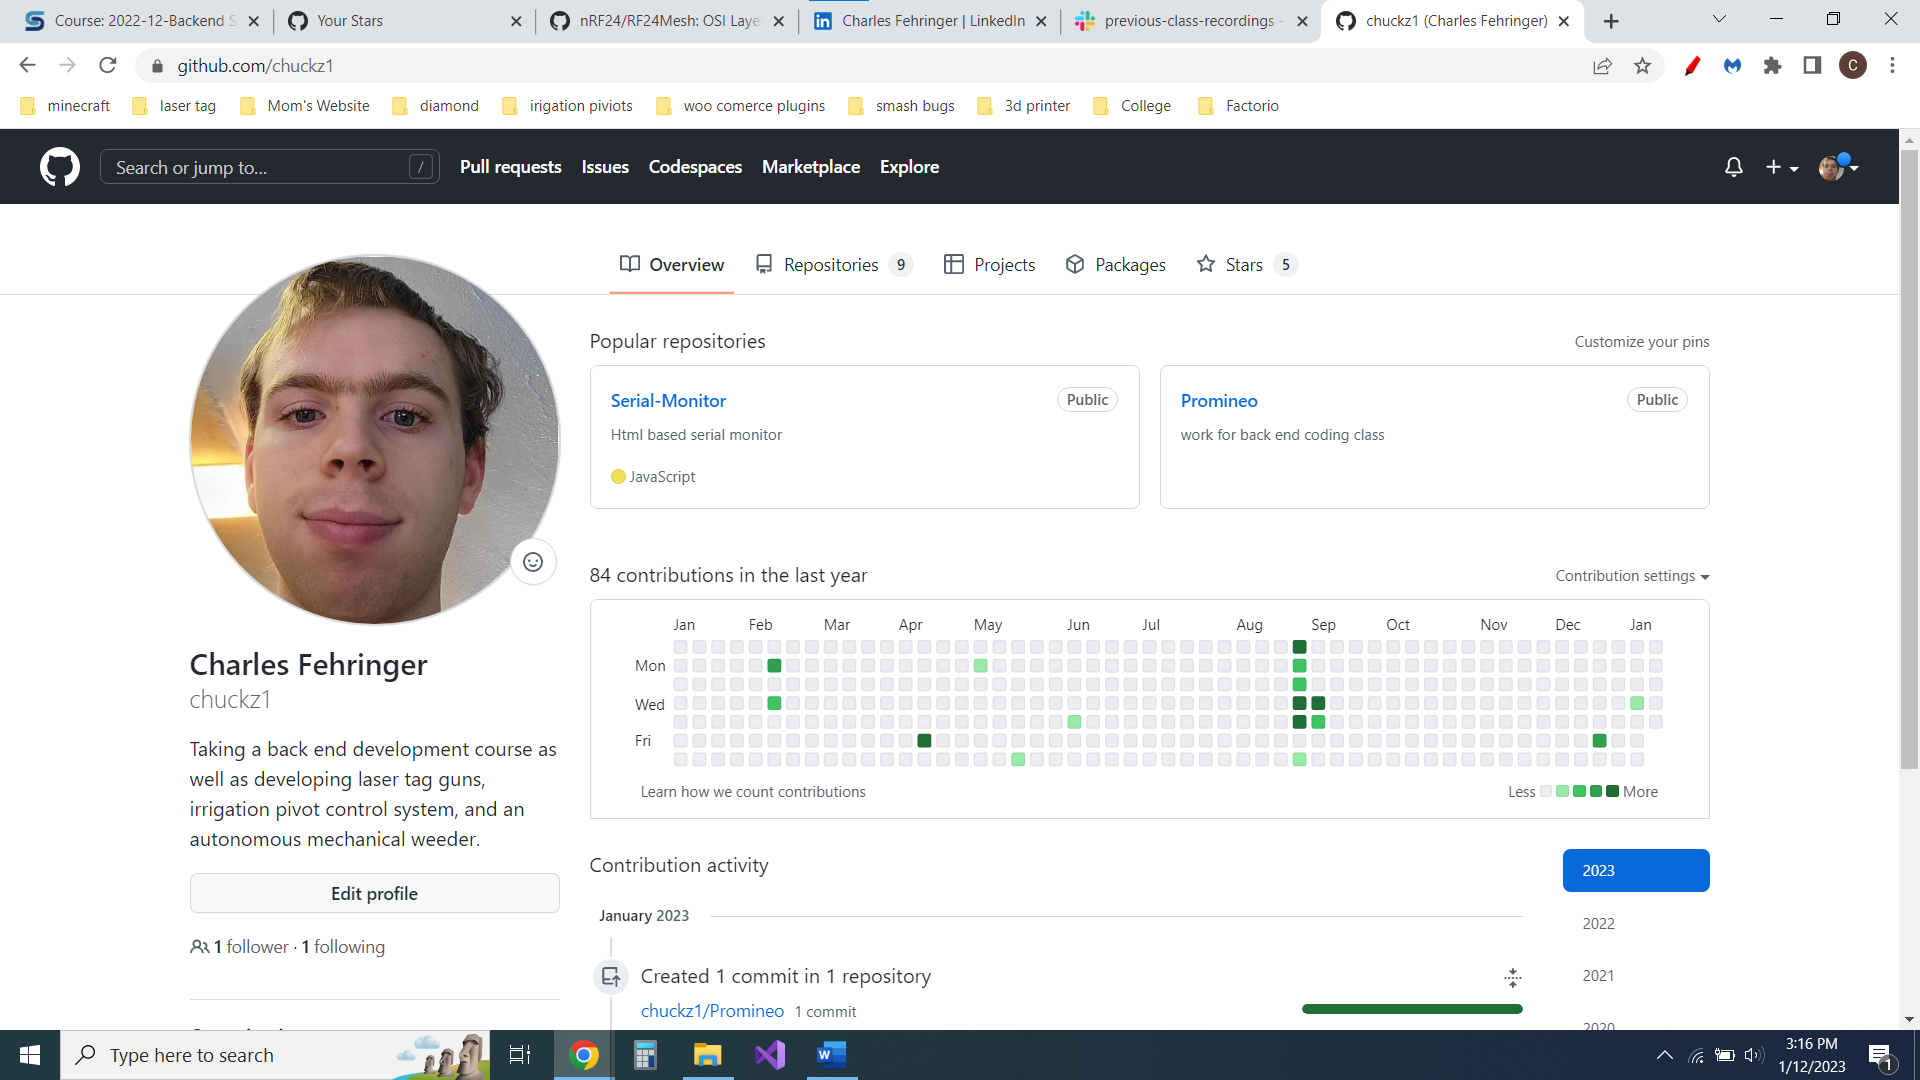 Course: 2022-12-Backend S
Your Stars
nRF24/RF24Mesh: OSI Laye
Charles Fehringer | LinkedIn
previous-class-recordings -
chuckz1 (Charles Fehringer)
github.com/chuckz1
C
minecraft
laser tag
Mom's Website
diamond
irigation piviots
woo comerce plugins
smash bugs
3d printer
College
Factorio
Search or jump to...
/
Pull requests
Issues
Codespaces
Marketplace
Explore
Overview
Repositories 9
Projects
Packages
Stars 5
Popular repositories
Customize your pins
Serial-Monitor
Public
Html based serial monitor
JavaScript
Promineo
Public
work for back end coding class
84 contributions in the last year
Contribution settings
Jan Feb Mar Apr May Jun Jul Aug Sep Oct Nov Dec Jan
Mon
Wed
Fri
Learn how we count contributions
Less
More
Charles Fehringer
chuckz1
Taking a back end development course as
well as developing laser tag guns,
irrigation pivot control system, and an
autonomous mechanical weeder.
Edit profile
1 follower · 1 following
Contribution activity
2023
2022
2021
2020
January 2023
Created 1 commit in 1 repository
chuckz1/Promineo 1 commit
Type here to search
3:16 PM
1/12/2023
1